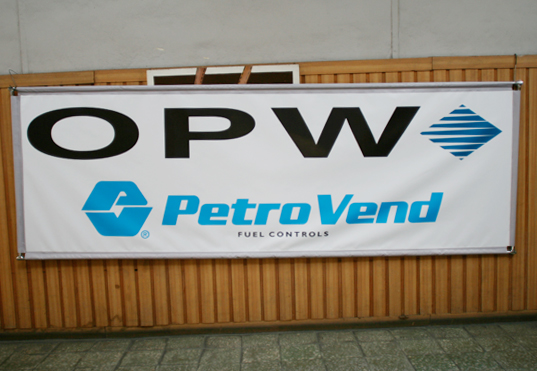 OPW
PetroVend®
FUEL CONTROLS